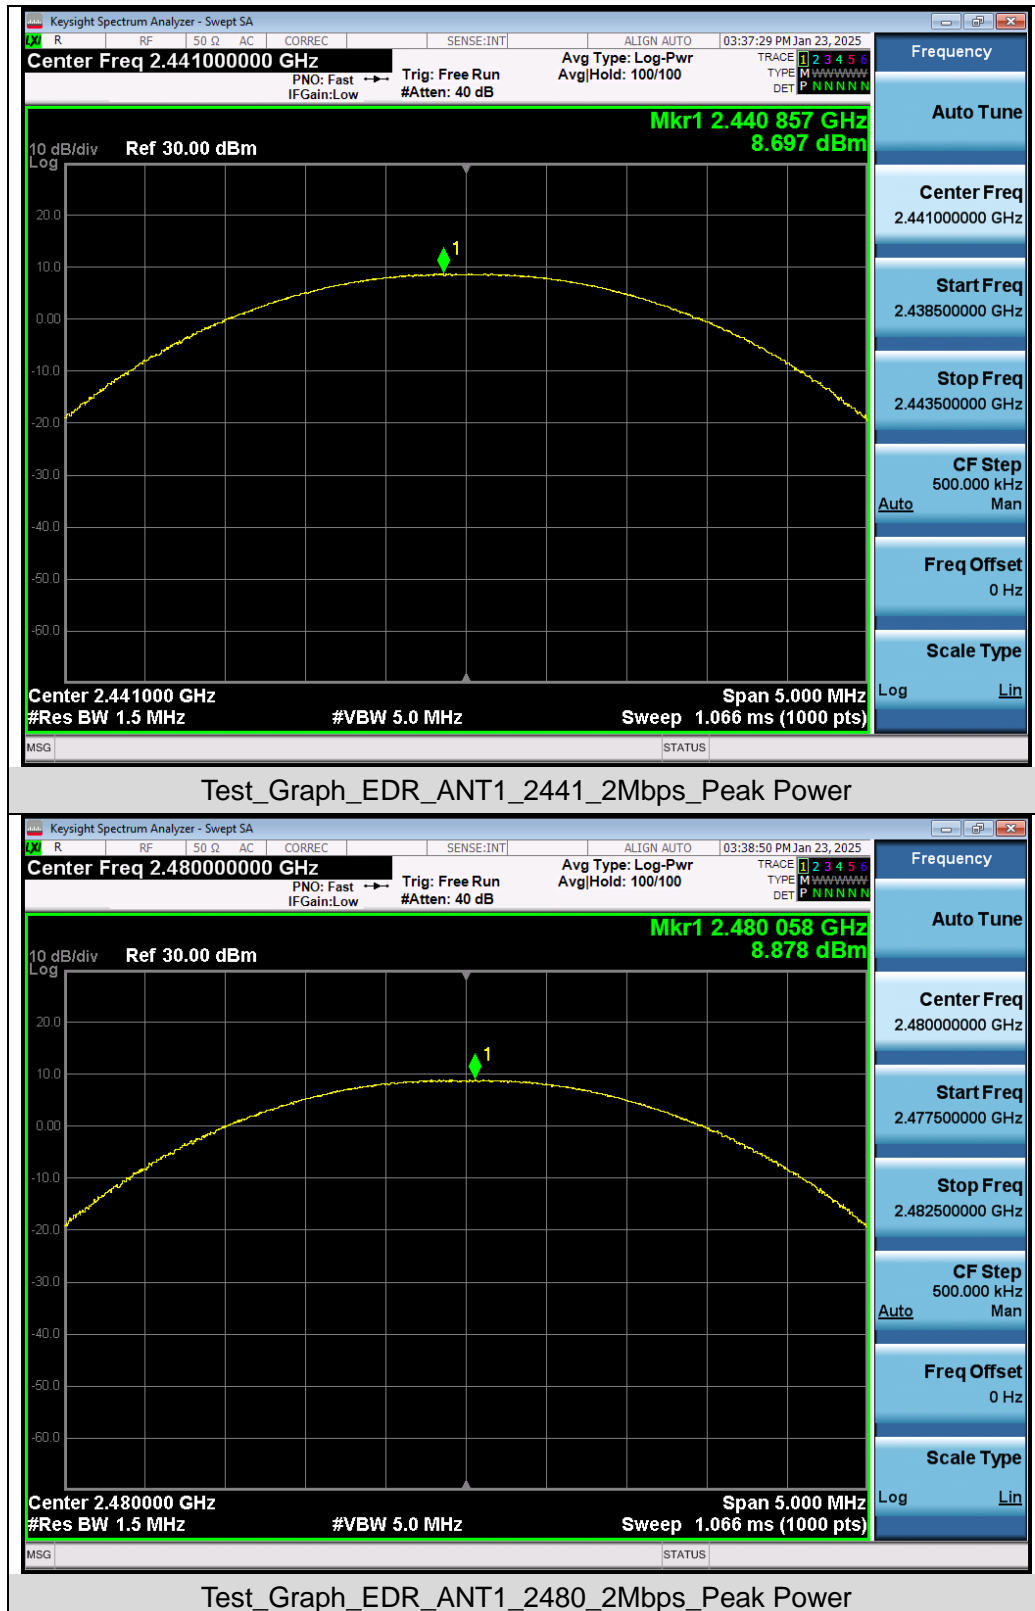 Keysight Spectrum Analyzer - Swept SA
LXI R RF 50 Ω AC CORREC SENSE:INT ALIGN AUTO 03:37:29 PM Jan 23, 2025
Center Freq 2.441000000 GHz
PNO: Fast
IFGain:Low
Trig: Free Run
#Atten: 40 dB
Avg Type: Log-Pwr
Avg|Hold: 100/100
TRACE 1 2 3 4 5 6
TYPE M WWWWW
DET P N N N N N
Frequency
Mkr1 2.440 857 GHz
8.697 dBm
10 dB/div Ref 30.00 dBm
Log
20.0
10.0
0.00
-10.0
-20.0
-30.0
-40.0
-50.0
-60.0
1
Center 2.441000 GHz Span 5.000 MHz
#Res BW 1.5 MHz #VBW 5.0 MHz Sweep 1.066 ms (1000 pts)
MSG STATUS
Auto Tune
Center Freq
2.441000000 GHz
Start Freq
2.438500000 GHz
Stop Freq
2.443500000 GHz
CF Step
500.000 kHz
Auto Man
Freq Offset
0 Hz
Scale Type
Log Lin
Test_Graph_EDR_ANT1_2441_2Mbps_Peak Power
Keysight Spectrum Analyzer - Swept SA
LXI R RF 50 Ω AC CORREC SENSE:INT ALIGN AUTO 03:38:50 PM Jan 23, 2025
Center Freq 2.480000000 GHz
PNO: Fast
IFGain:Low
Trig: Free Run
#Atten: 40 dB
Avg Type: Log-Pwr
Avg|Hold: 100/100
TRACE 1 2 3 4 5 6
TYPE M WWWWW
DET P N N N N N
Frequency
Mkr1 2.480 058 GHz
8.878 dBm
10 dB/div Ref 30.00 dBm
Log
20.0
10.0
0.00
-10.0
-20.0
-30.0
-40.0
-50.0
-60.0
1
Center 2.480000 GHz Span 5.000 MHz
#Res BW 1.5 MHz #VBW 5.0 MHz Sweep 1.066 ms (1000 pts)
MSG STATUS
Auto Tune
Center Freq
2.480000000 GHz
Start Freq
2.477500000 GHz
Stop Freq
2.482500000 GHz
CF Step
500.000 kHz
Auto Man
Freq Offset
0 Hz
Scale Type
Log Lin
Test_Graph_EDR_ANT1_2480_2Mbps_Peak Power